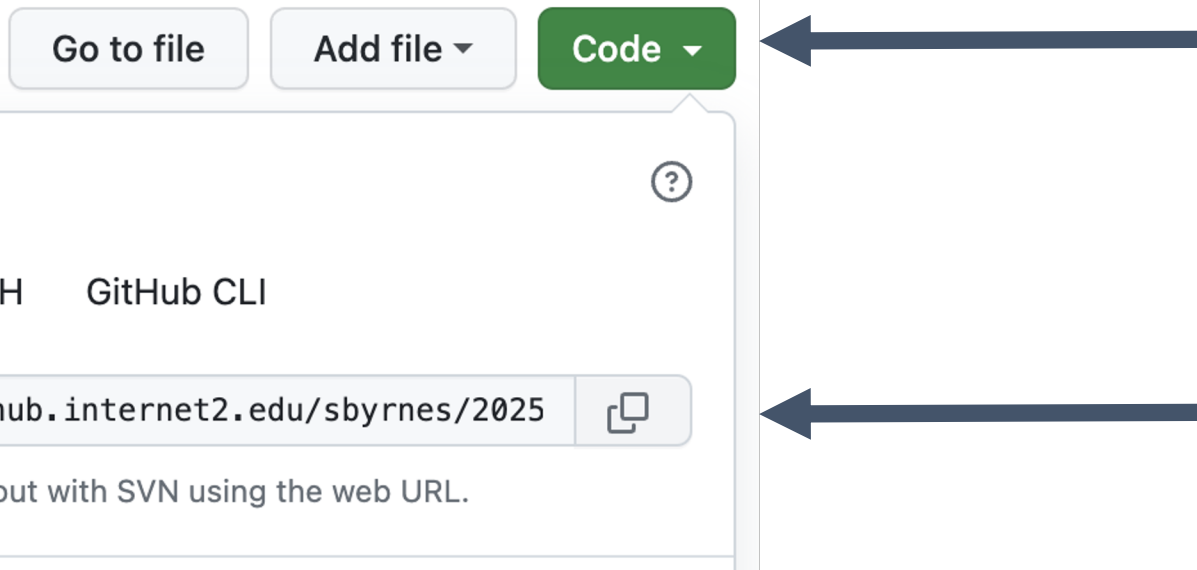 Go to file Add file Code
?
H GitHub CLI
hub.internet2.edu/sbyrnes/2025
out with SVN using the web URL.